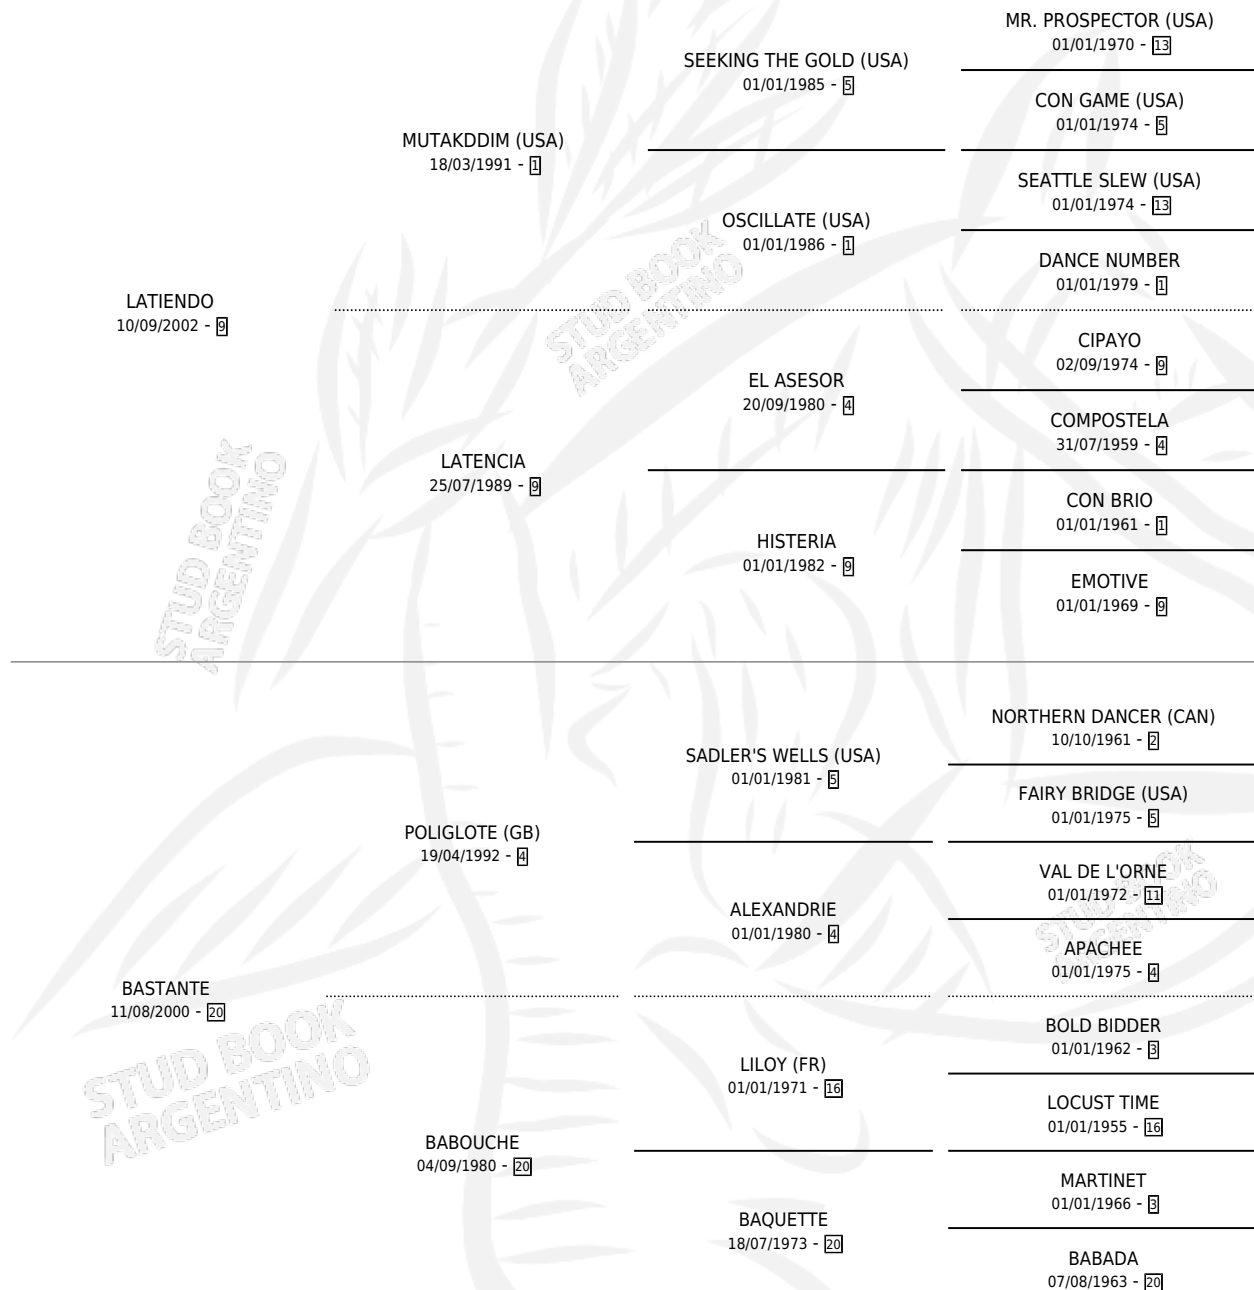 MR. PROSPECTOR (USA)
01/01/1970 - 13
SEEKING THE GOLD (USA)
01/01/1985 - 5
CON GAME (USA)
01/01/1974 - 5
MUTAKDDIM (USA)
18/03/1991 - 1
SEATTLE SLEW (USA)
01/01/1974 - 13
OSCILLATE (USA)
01/01/1986 - 1
DANCE NUMBER
01/01/1979 - 1
LATIENDO
10/09/2002 - 9
CIPAYO
02/09/1974 - 9
EL ASESOR
20/09/1980 - 4
COMPOSTELA
31/07/1959 - 4
LATENCIA
25/07/1989 - 9
CON BRIO
01/01/1961 - 1
HISTERIA
01/01/1982 - 9
EMOTIVE
01/01/1969 - 9
NORTHERN DANCER (CAN)
10/10/1961 - 2
SADLER'S WELLS (USA)
01/01/1981 - 5
FAIRY BRIDGE (USA)
01/01/1975 - 5
POLIGLOTE (GB)
19/04/1992 - 4
VAL DE L'ORNE
01/01/1972 - 11
ALEXANDRIE
01/01/1980 - 4
APACHEE
01/01/1975 - 4
BASTANTE
11/08/2000 - 20
BOLD BIDDER
01/01/1962 - 3
LILOY (FR)
01/01/1971 - 16
LOCUST TIME
01/01/1955 - 16
BABOUCHE
04/09/1980 - 20
MARTINET
01/01/1966 - 3
BAQUETTE
18/07/1973 - 20
BABADA
07/08/1963 - 20
STUD BOOK
ARGENTINO
STUD BOOK
ARGENTINO
STUD BOOK
ARGENTINO
STUD BOOK
ARGENTINO